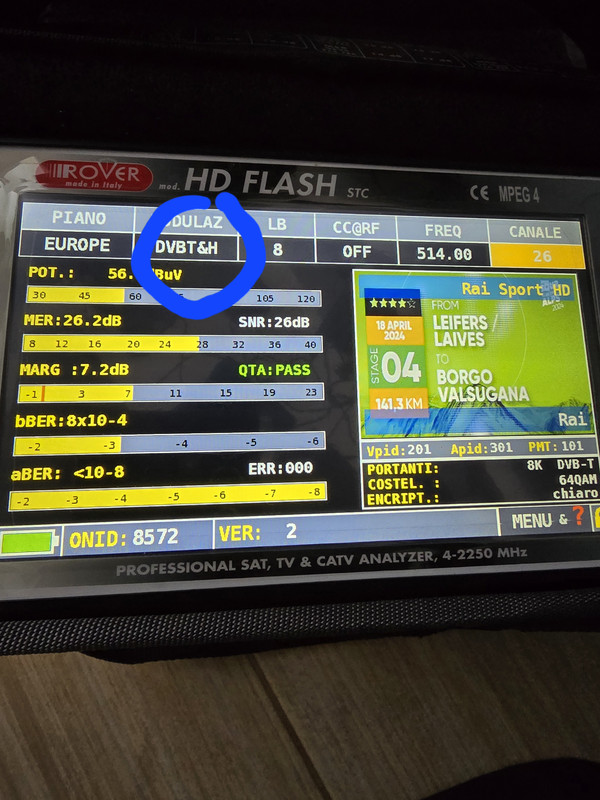 ROVER
made in Italy
mod. HD FLASH STC
CE MPEG 4
PIANO LB CC@RF FREQ CANALE
EUROPE DVBT&H 8 OFF 514.00 26
POT.: 56.
30 45 60 105 120
MER:26.2dB SNR:26dB
8 12 16 20 24 28 32 36 40
MARG :7.2dB QTA:PASS
-1 3 7 11 15 19 23
bBER:8x10-4
-2 -3 -4 -5 -6
aBER: <10-8 ERR:000
-2 -3 -4 -5 -6 -7 -8
Rai Sport HD
18 APRIL
2024
STAGE
04
141,3 KM
FROM
LEIFERS /
LAIVES
TO
BORGO
VALSUGANA
Rai
Vpid:201 Apid:301 PMT:101
PORTANTI: 8K DVB-T
COSTEL. : 64QAM
ENCRIPT.: chiaro
ONID:8572 VER: 2 MENU & ?
PROFESSIONAL SAT, TV & CATV ANALYZER, 4-2250 MHz